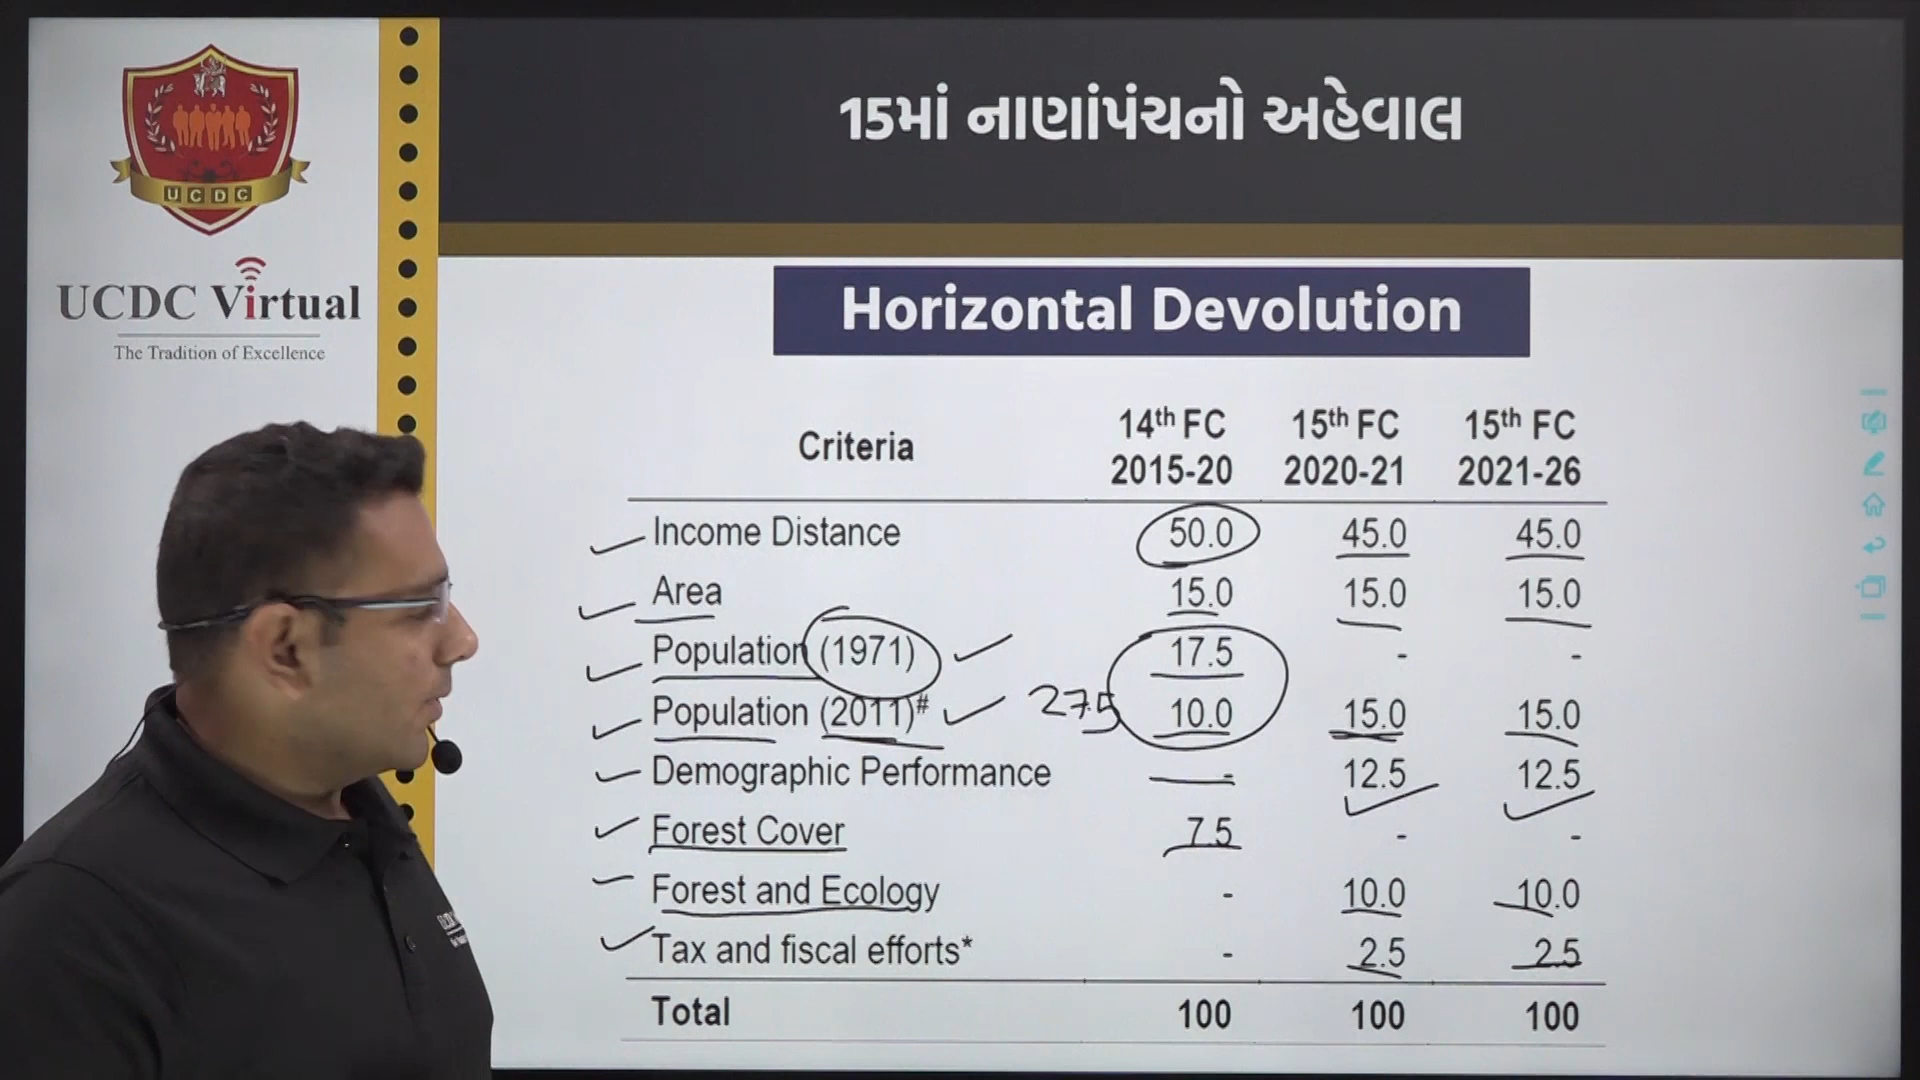 15માં નાણાંપંચનો અહેવાલ
UCDC
UCDC Virtual
The Tradition of Excellence
Horizontal Devolution
Criteria 14th FC 2015-20 15th FC 2020-21 15th FC 2021-26
Income Distance 50.0 45.0 45.0
Area 15.0 15.0 15.0
Population (1971) 17.5 - -
Population (2011)# 27.5 10.0 15.0 15.0
Demographic Performance - 12.5 12.5
Forest Cover 7.5 - -
Forest and Ecology - 10.0 10.0
Tax and fiscal efforts* - 2.5 2.5
Total 100 100 100